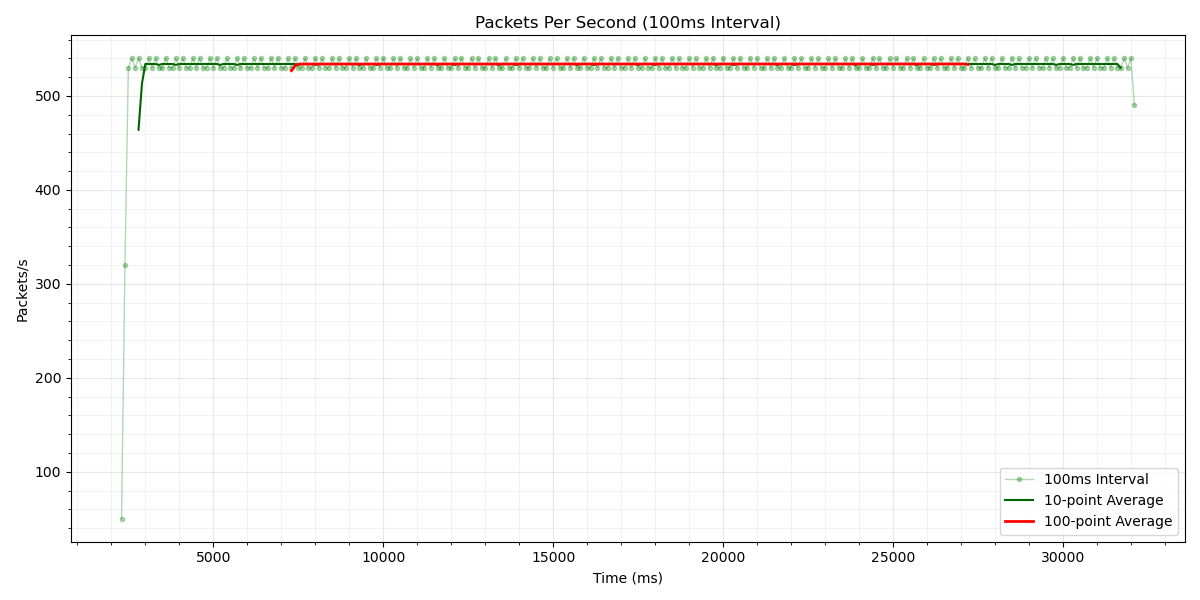 Packets Per Second (100ms Interval)
Packets/s
500
400
300
200
100
5000 10000 15000 20000 25000 30000
Time (ms)
100ms Interval
10-point Average
100-point Average